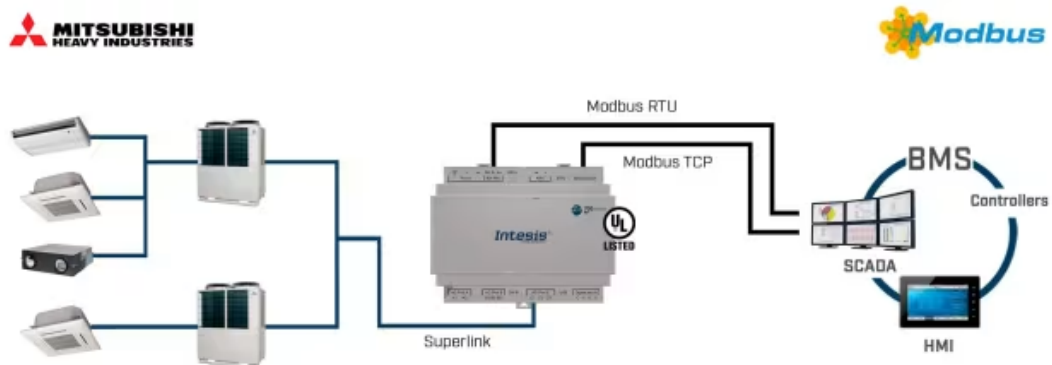 MITSUBISHI
HEAVY INDUSTRIES
Modbus
Modbus RTU
Modbus TCP
BMS
Controllers
Intesis
UL
LISTED
SCADA
HMI
Superlink